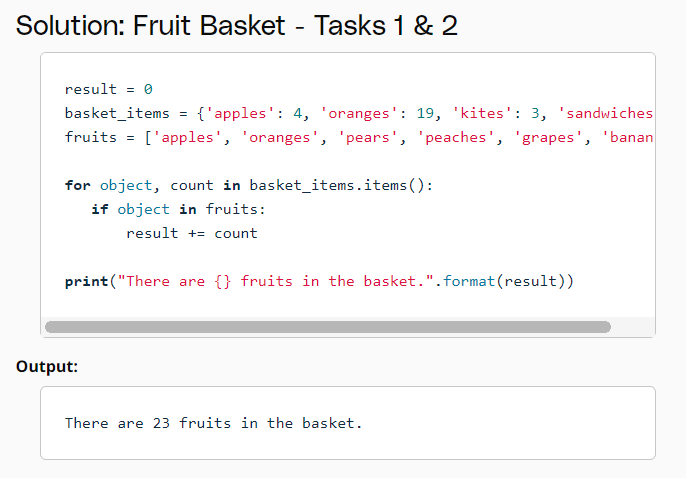 Solution: Fruit Basket - Tasks 1 & 2
result = 0
basket_items = {'apples': 4, 'oranges': 19, 'kites': 3, 'sandwiches
fruits = ['apples', 'oranges', 'pears', 'peaches', 'grapes', 'banan
for object, count in basket_items.items():
   if object in fruits:
       result += count
print("There are {} fruits in the basket.".format(result))
Output:
There are 23 fruits in the basket.